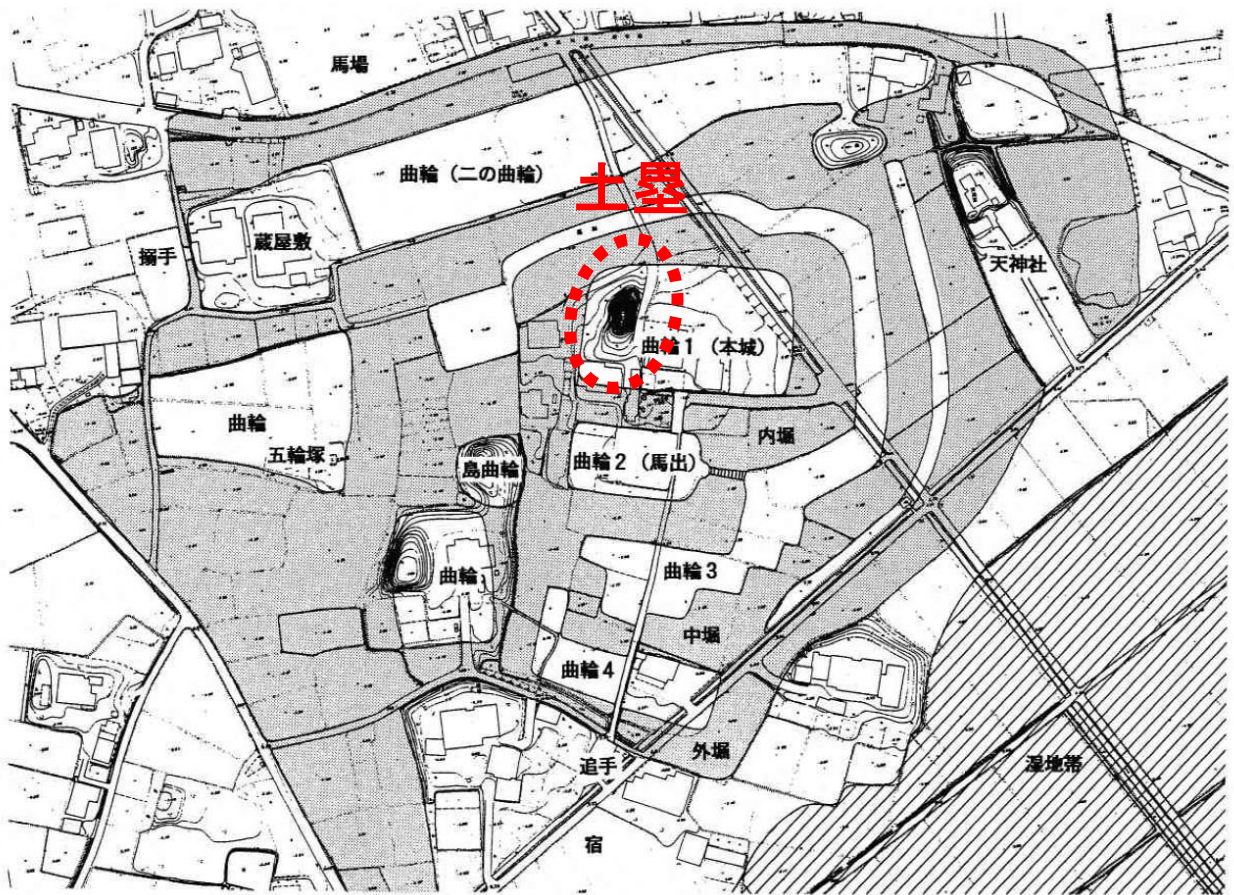 馬場
曲輪（二の曲輪）
土塁
搦手
蔵屋敷
天神社
曲輪1（本城）
曲輪
五輪塚
島曲輪
曲輪2（馬出）
内堀
曲輪
曲輪3
中堀
曲輪4
外堀
追手
湿地帯
宿